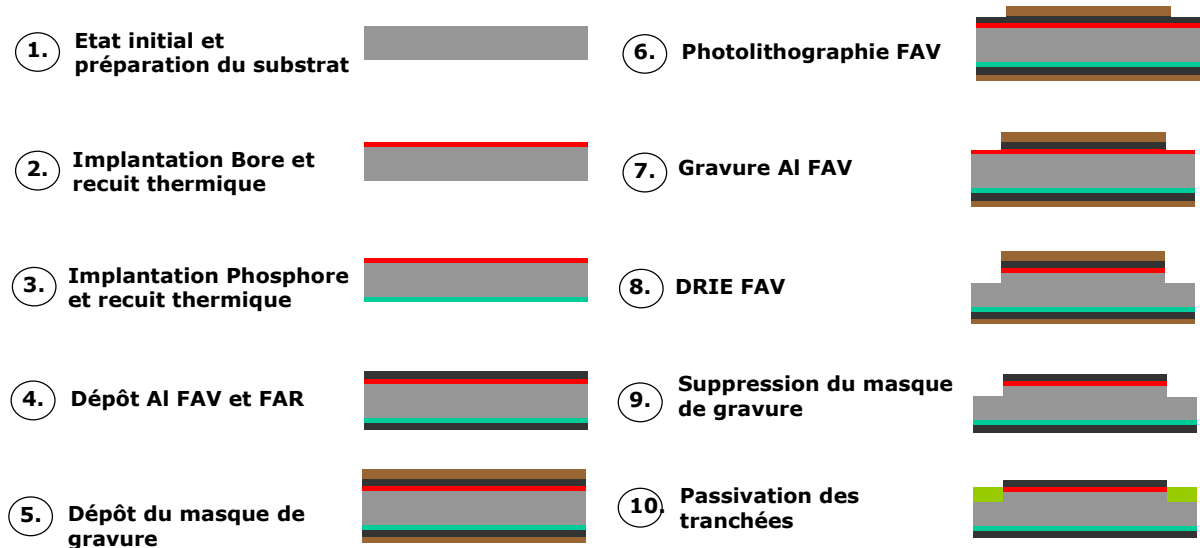 1. Etat initial et
préparation du substrat
2. Implantation Bore et
recuit thermique
3. Implantation Phosphore
et recuit thermique
4. Dépôt Al FAV et FAR
5. Dépôt du masque de
gravure
6. Photolithographie FAV
7. Gravure Al FAV
8. DRIE FAV
9. Suppression du masque
de gravure
10. Passivation des
tranchées